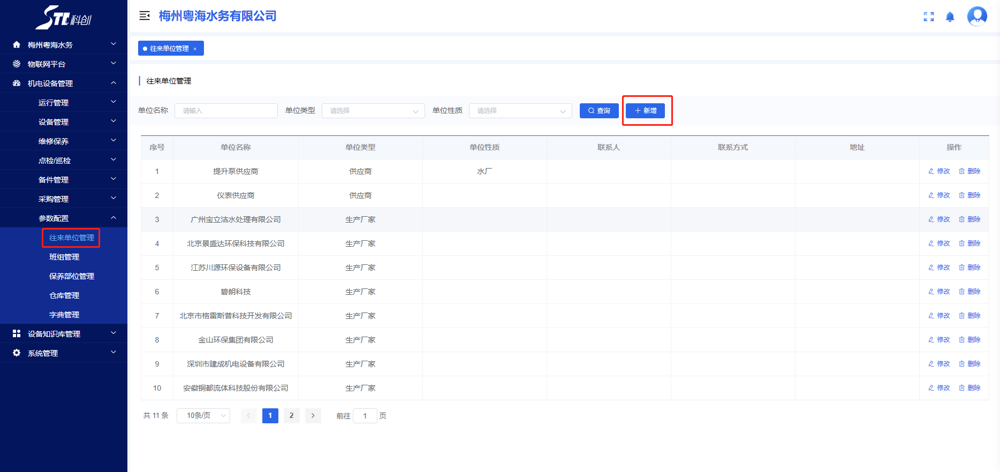 STC科创
梅州粤海水务
物联网平台
机电设备管理
运行管理
设备管理
维修保养
点检/巡检
备件管理
采购管理
参数配置
往来单位管理
班组管理
保养部位管理
仓库管理
字典管理
设备知识库管理
系统管理
梅州粤海水务有限公司
往来单位管理 ×
往来单位管理
单位名称 请输入 单位类型 请选择 单位性质 请选择 查询 新增
序号 单位名称 单位类型 单位性质 联系人 联系方式 地址 操作
1 提升泵供应商 供应商 水厂 修改 删除
2 仪表供应商 供应商 修改 删除
3 广州宝立洁水处理有限公司 生产厂家 修改 删除
4 北京景盛达环保科技有限公司 生产厂家 修改 删除
5 江苏川源环保设备有限公司 生产厂家 修改 删除
6 碧朗科技 生产厂家 修改 删除
7 北京市格雷斯普科技开发有限公司 生产厂家 修改 删除
8 金山环保集团有限公司 生产厂家 修改 删除
9 深圳市建成机电设备有限公司 生产厂家 修改 删除
10 安徽铜都流体科技股份有限公司 生产厂家 修改 删除
共 11 条 10条/页 1 2 前往 1 页